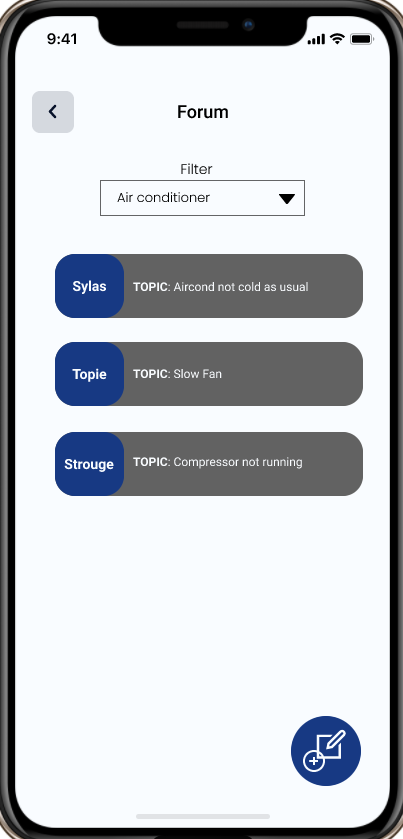 9:41
Forum
Filter
Air conditioner
Sylas
TOPIC: Aircond not cold as usual
Topie
TOPIC: Slow Fan
Strouge
TOPIC: Compressor not running